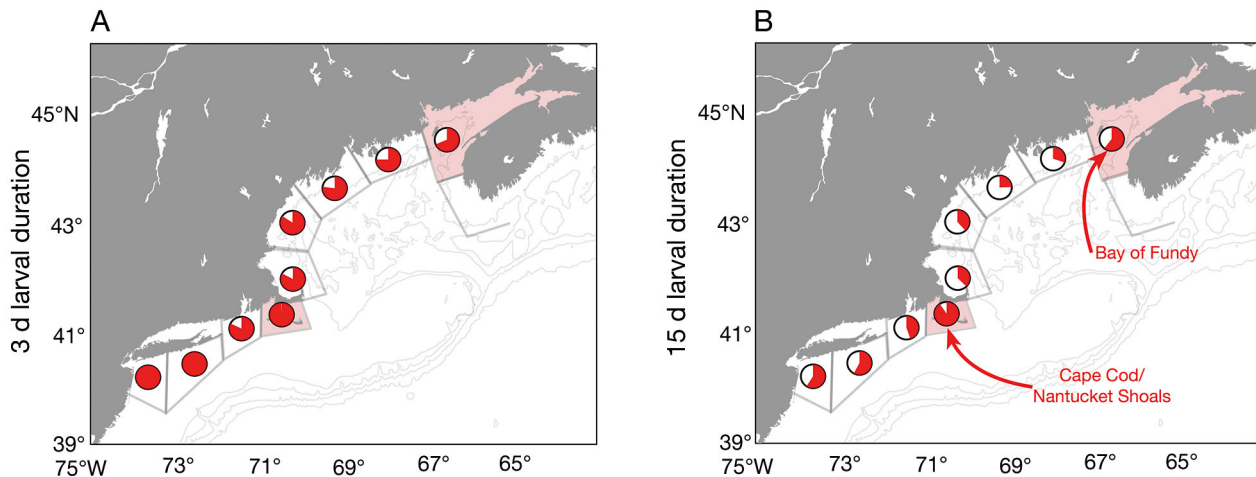 A
3 d larval duration
45°N
43°
41°
39°
75°W
73°
71°
69°
67°
65°
B
15 d larval duration
45°N
43°
41°
39°
75°W
73°
71°
69°
67°
65°
Bay of Fundy
Cape Cod/
Nantucket Shoals